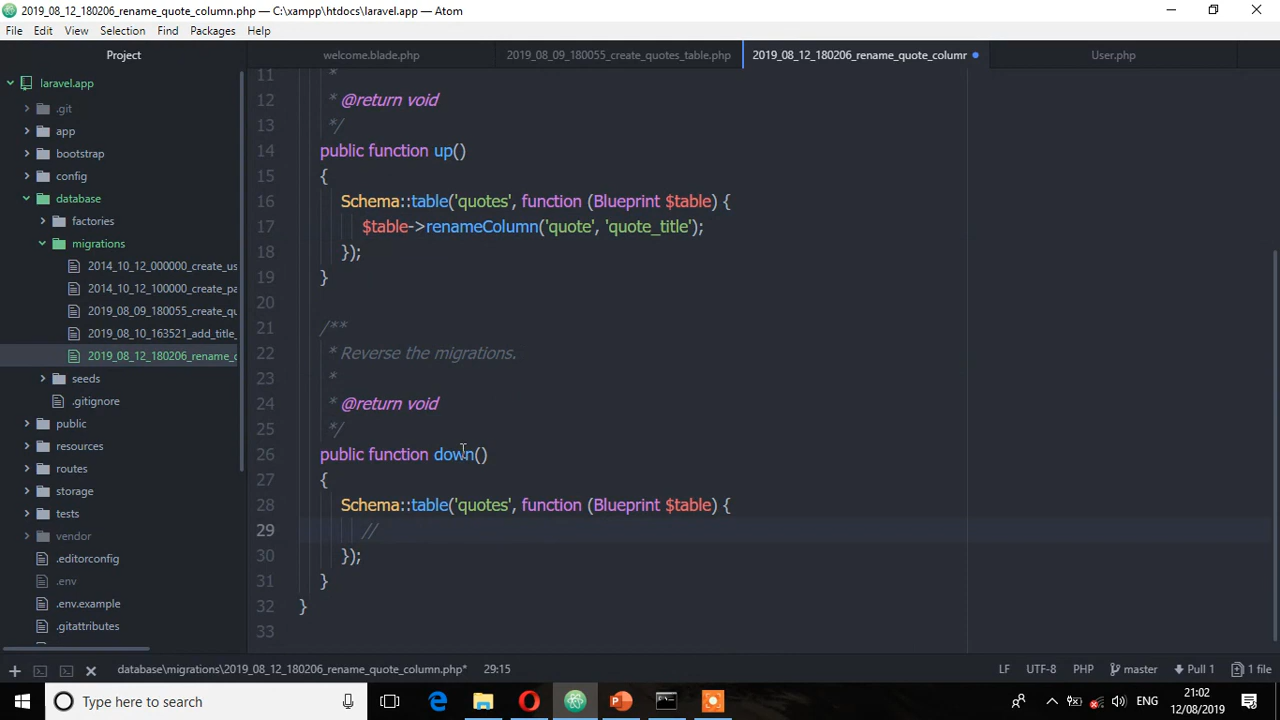 2019_08_12_180206_rename_quote_column.php — C:\xampp\htdocs\laravel.app — Atom
File Edit View Selection Find Packages Help
Project
welcome.blade.php
2019_08_09_180055_create_quotes_table.php
2019_08_12_180206_rename_quote_column
User.php
laravel.app
.git
app
bootstrap
config
database
factories
migrations
2014_10_12_000000_create_us
2014_10_12_100000_create_pa
2019_08_09_180055_create_qu
2019_08_10_163521_add_title_
2019_08_12_180206_rename_c
seeds
.gitignore
public
resources
routes
storage
tests
vendor
.editorconfig
.env
.env.example
.gitattributes
11 *
12 * @return void
13 */
14 public function up()
15 {
16 Schema::table('quotes', function (Blueprint $table) {
17 $table->renameColumn('quote', 'quote_title');
18 });
19 }
20
21 /**
22 * Reverse the migrations.
23 *
24 * @return void
25 */
26 public function down()
27 {
28 Schema::table('quotes', function (Blueprint $table) {
29 //
30 });
31 }
32 }
33
database\migrations\2019_08_12_180206_rename_quote_column.php* 29:15
LF UTF-8 PHP master Pull 1 1 file
Type here to search
ENG
21:02
12/08/2019